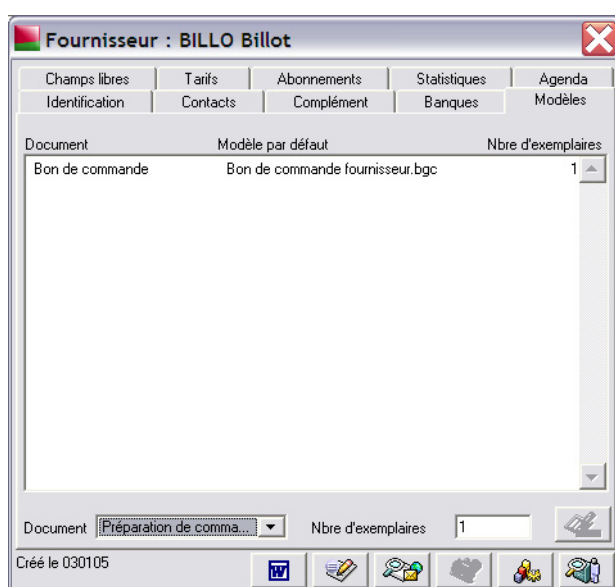 Fournisseur : BILLO Billot
Champs libres Tarifs Abonnements Statistiques Agenda
Identification Contacts Complément Banques Modèles
Document Modèle par défaut Nbre d'exemplaires
Bon de commande Bon de commande fournisseur.bgc 1
Document Préparation de comma... Nbre d'exemplaires 1
Créé le 030105
W